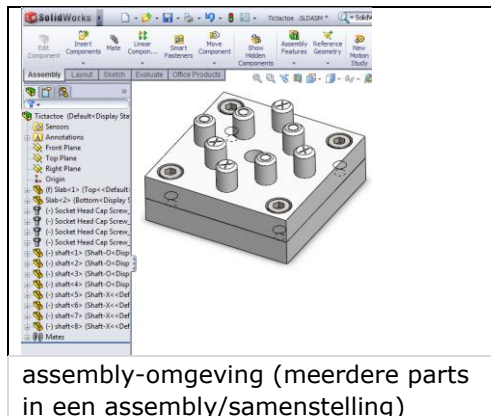 SolidWorks
Tictactoe .SLDASM *
Edit Component
Insert Components
Mate
Linear Compon...
Smart Fasteners
Move Component
Show Hidden Components
Assembly Features
Reference Geometry
New Motion Study
Assembly Layout Sketch Evaluate Office Products
Tictactoe (Default<Display Sta
Sensors
Annotations
Front Plane
Top Plane
Right Plane
Origin
(f) Slab<1> (Top<<Default
Slab<2> (Bottom<Display S
(-) Socket Head Cap Screw_
(-) Socket Head Cap Screw_
(-) Socket Head Cap Screw_
(-) Socket Head Cap Screw_
(-) shaft<1> (Shaft-O<Disp
(-) shaft<2> (Shaft-O<Disp
(-) shaft<3> (Shaft-O<Disp
(-) shaft<4> (Shaft-O<Disp
(-) shaft<5> (Shaft-X<<Def
(-) shaft<6> (Shaft-X<<Def
(-) shaft<7> (Shaft-X<<Def
(-) shaft<8> (Shaft-X<<Def
Mates
assembly-omgeving (meerdere parts
in een assembly/samenstelling)